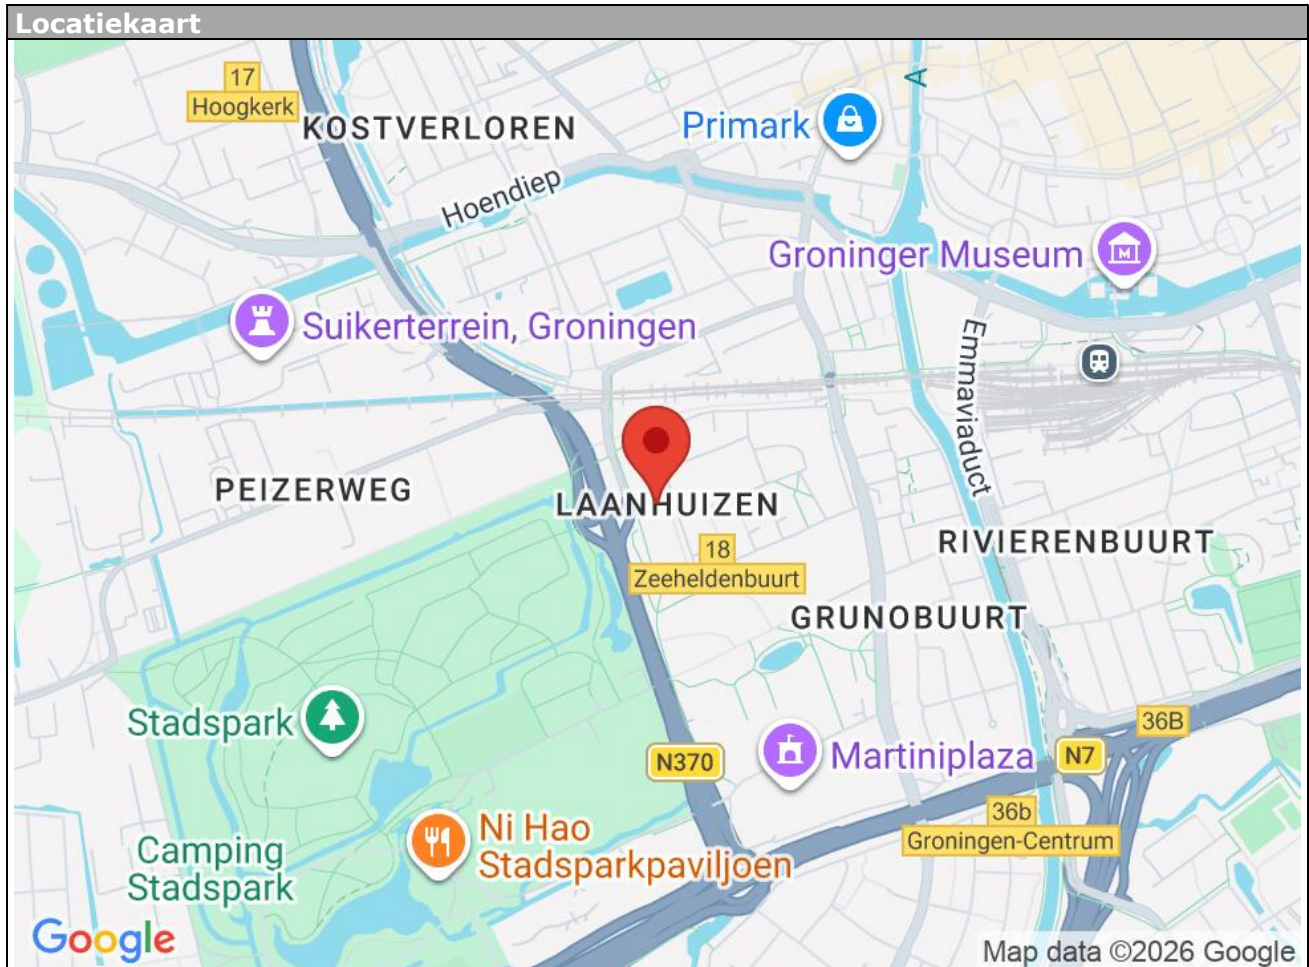 Locatiekaart
17
Hoogkerk
KOSTVERLOREN
Primark
A
Hoendiep
Groninger Museum
Suikerterrein, Groningen
Emmaviaduct
PEIZERWEG
LAANHUIZEN
RIVIERENBUURT
18
Zeeheldenbuurt
GRUNOBUURT
Stadspark
36B
N370
Martiniplaza
N7
36b
Groningen-Centrum
Ni Hao
Stadsparkpaviljoen
Camping
Stadspark
Google
Map data ©2026 Google